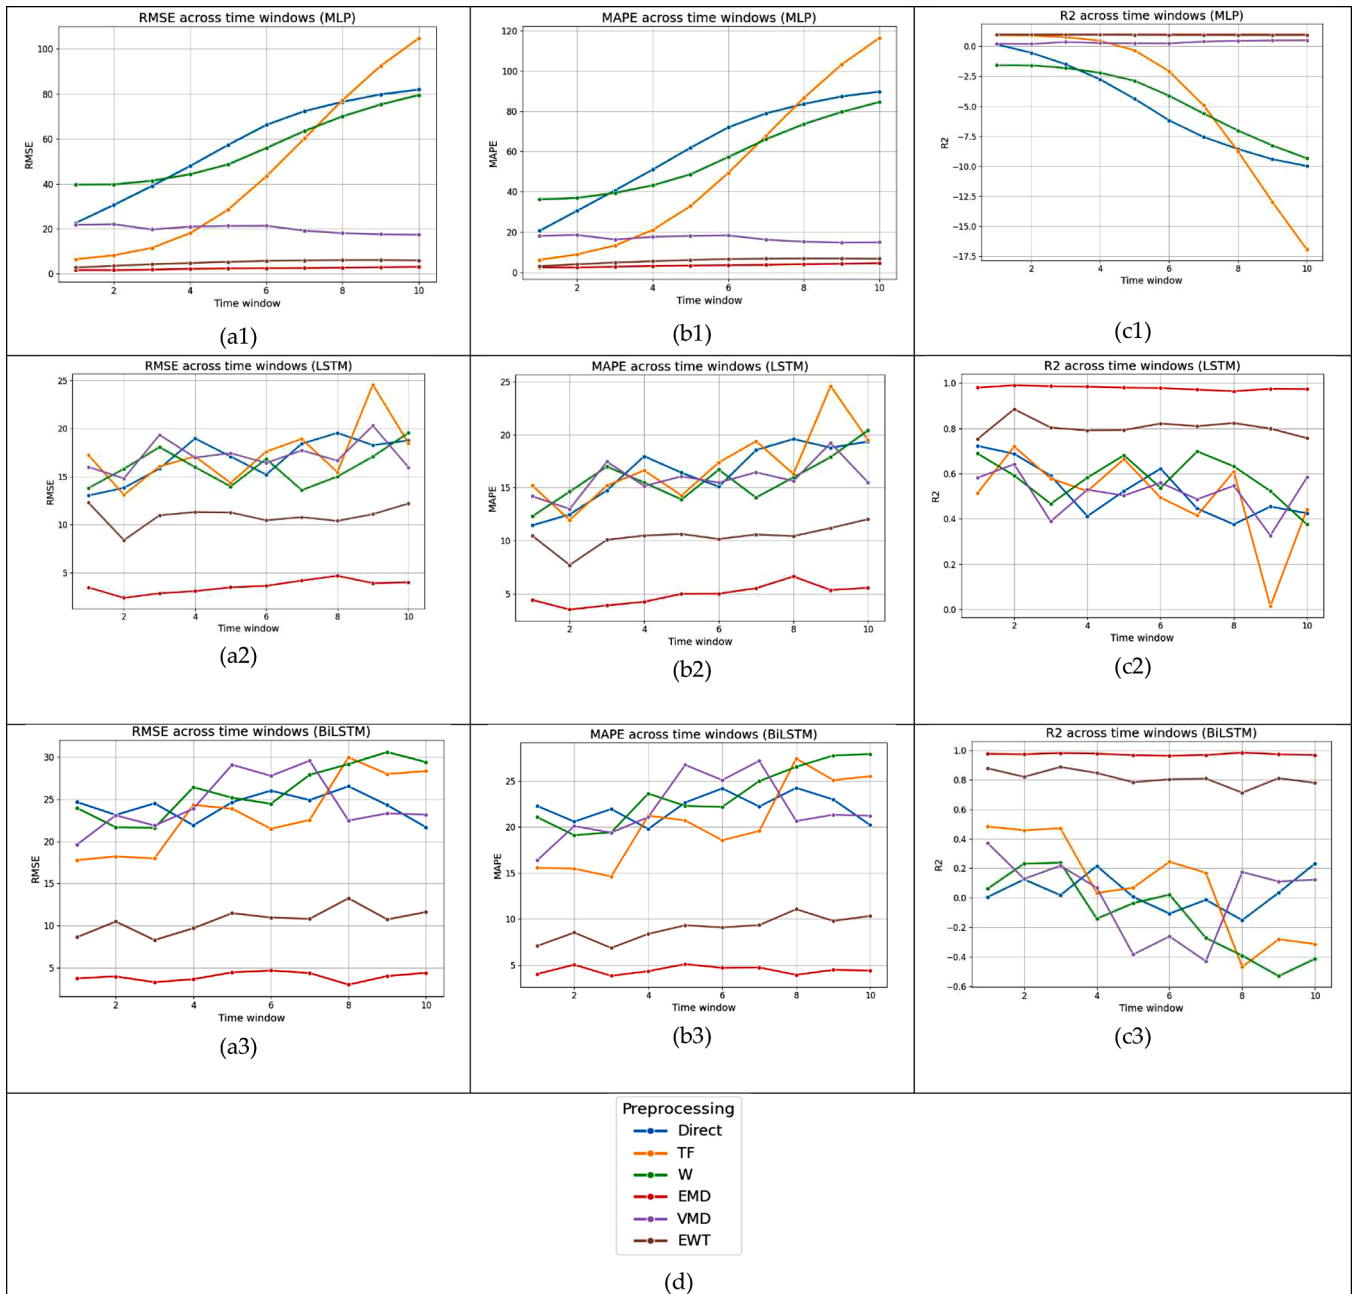 RMSE across time windows (MLP)
RMSE
100
80
60
40
20
0
2 4 6 8 10
Time window
(a1)
MAPE across time windows (MLP)
MAPE
120
100
80
60
40
20
0
2 4 6 8 10
Time window
(b1)
R2 across time windows (MLP)
R2
0.0
−2.5
−5.0
−7.5
−10.0
−12.5
−15.0
−17.5
2 4 6 8 10
Time window
(c1)
RMSE across time windows (LSTM)
RMSE
25
20
15
10
5
2 4 6 8 10
Time window
(a2)
MAPE across time windows (LSTM)
MAPE
25
20
15
10
5
2 4 6 8 10
Time window
(b2)
R2 across time windows (LSTM)
R2
1.0
0.8
0.6
0.4
0.2
0.0
2 4 6 8 10
Time window
(c2)
RMSE across time windows (BiLSTM)
RMSE
30
25
20
15
10
5
2 4 6 8 10
Time window
(a3)
MAPE across time windows (BiLSTM)
MAPE
25
20
15
10
5
2 4 6 8 10
Time window
(b3)
R2 across time windows (BiLSTM)
R2
1.0
0.8
0.6
0.4
0.2
0.0
−0.2
−0.4
−0.6
2 4 6 8 10
Time window
(c3)
Preprocessing
Direct
TF
W
EMD
VMD
EWT
(d)